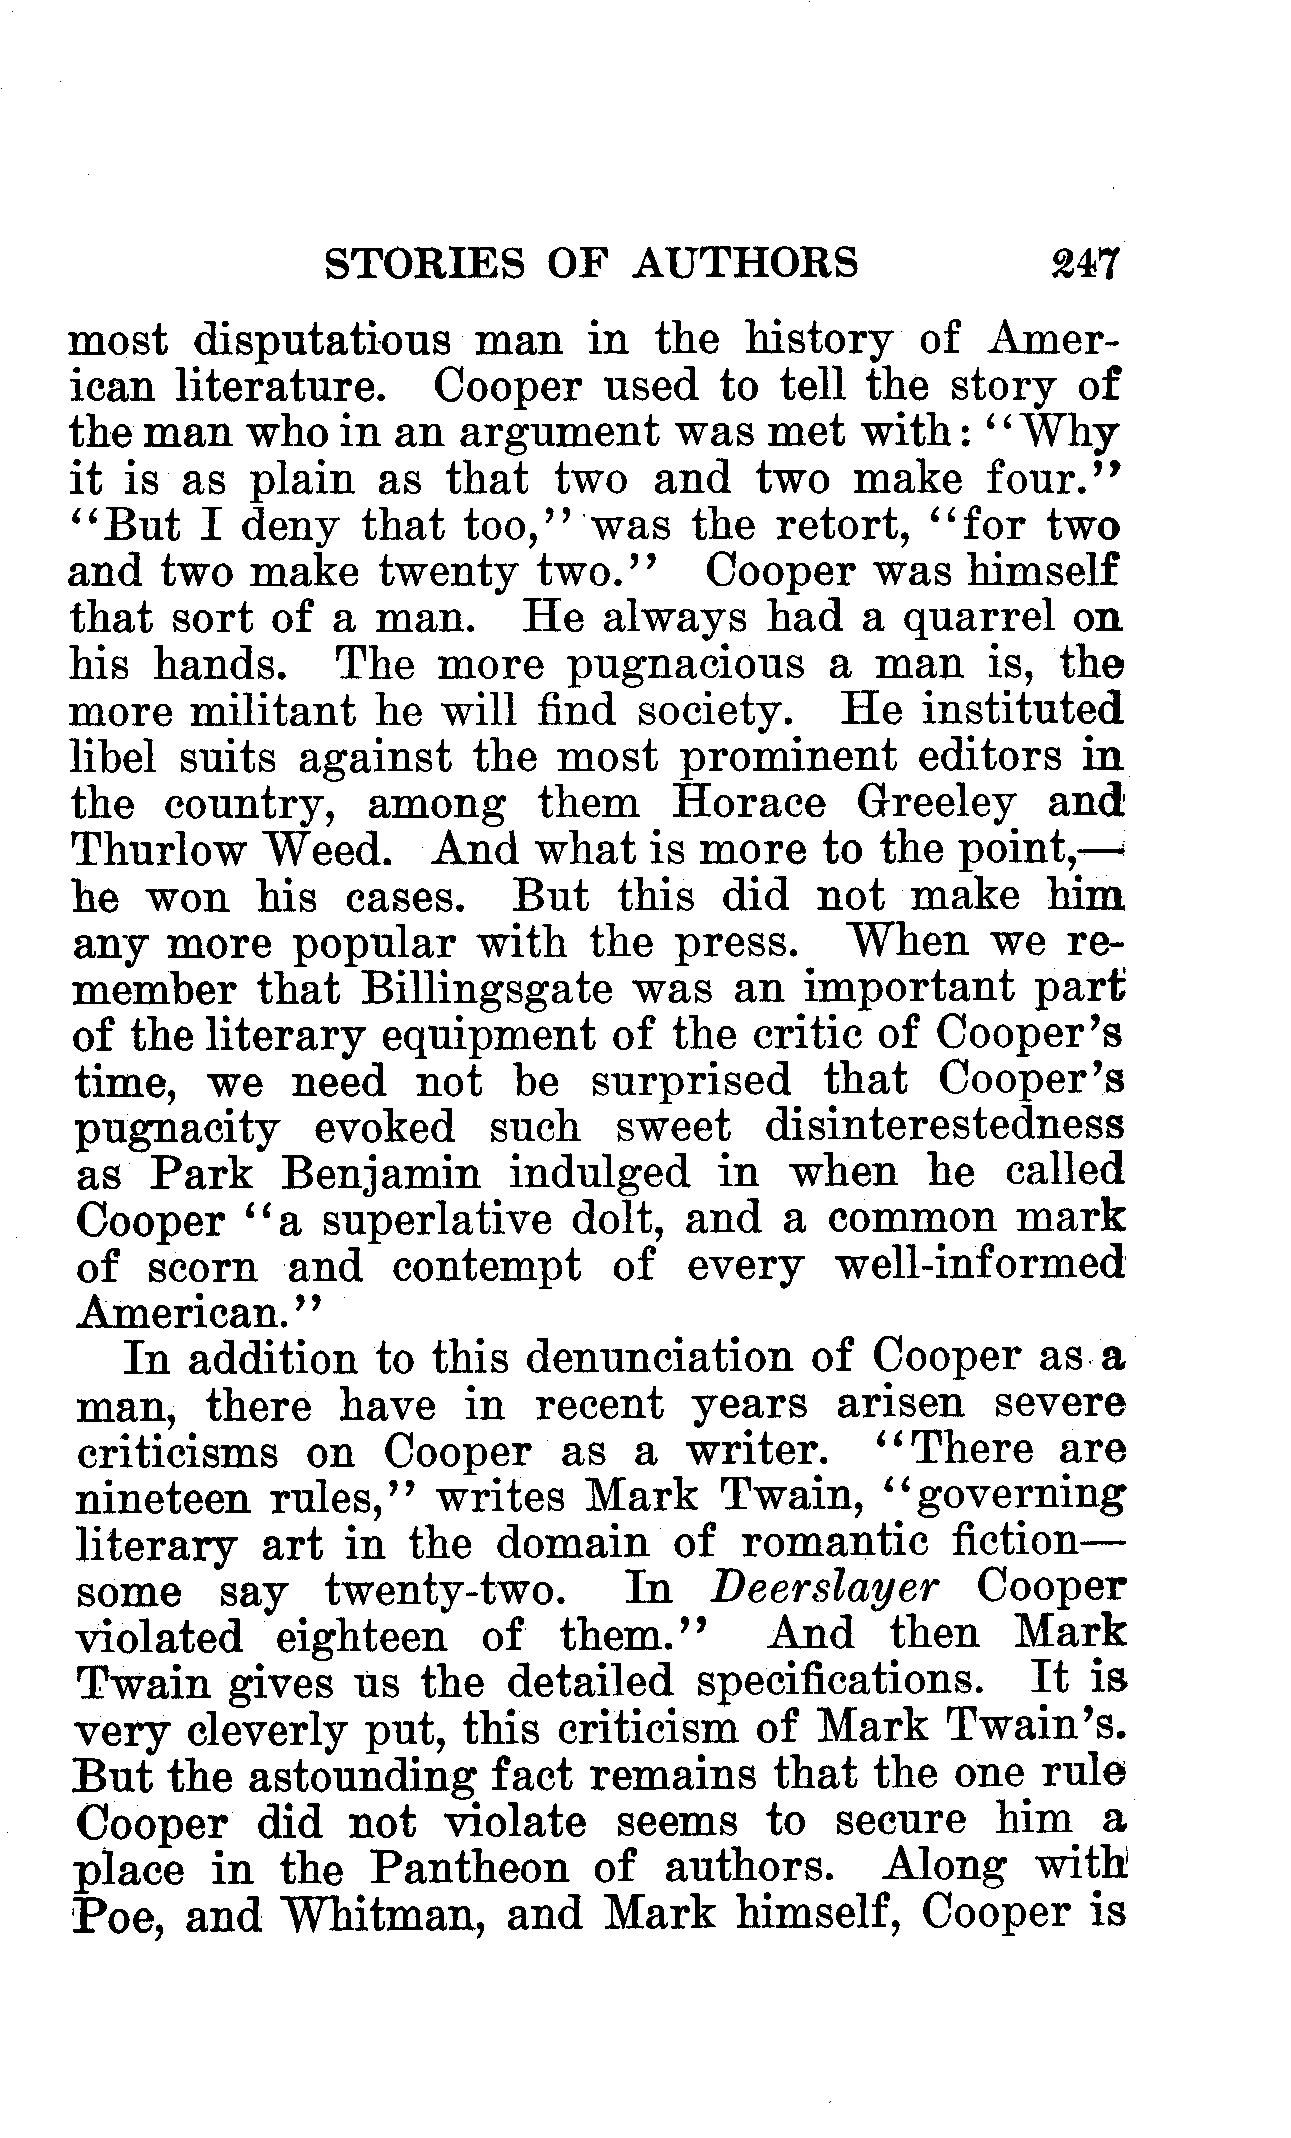 STORIES OF AUTHORS 247
most disputatious man in the history of Amer-
ican literature. Cooper used to tell the story of
the man who in an argument was met with: "Why
it is as plain as that two and two make four."
"But I deny that too," was the retort, "for two
and two make twenty two." Cooper was himself
that sort of a man. He always had a quarrel on
his hands. The more pugnacious a man is, the
more militant he will find society. He instituted
libel suits against the most prominent editors in
the country, among them Horace Greeley and
Thurlow Weed. And what is more to the point,—
he won his cases. But this did not make him
any more popular with the press. When we re-
member that Billingsgate was an important part
of the literary equipment of the critic of Cooper's
time, we need not be surprised that Cooper's
pugnacity evoked such sweet disinterestedness
as Park Benjamin indulged in when he called
Cooper "a superlative dolt, and a common mark
of scorn and contempt of every well-informed
American."
In addition to this denunciation of Cooper as a
man, there have in recent years arisen severe
criticisms on Cooper as a writer. "There are
nineteen rules," writes Mark Twain, "governing
literary art in the domain of romantic fiction—
some say twenty-two. In Deerslayer Cooper
violated eighteen of them." And then Mark
Twain gives us the detailed specifications. It is
very cleverly put, this criticism of Mark Twain's.
But the astounding fact remains that the one rule
Cooper did not violate seems to secure him a
place in the Pantheon of authors. Along with
Poe, and Whitman, and Mark himself, Cooper is